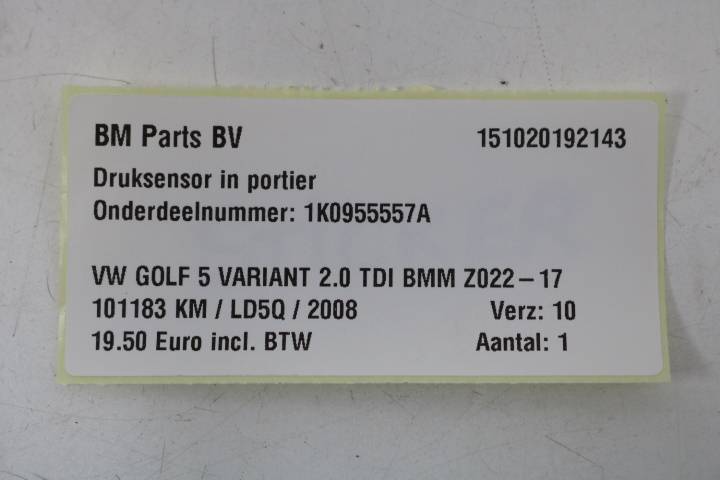 BM Parts BV 151020192143
Druksensor in portier
Onderdeelnummer: 1K0955557A
VW GOLF 5 VARIANT 2.0 TDI BMM Z022-17
101183 KM / LD5Q / 2008 Verz: 10
19.50 Euro incl. BTW Aantal: 1